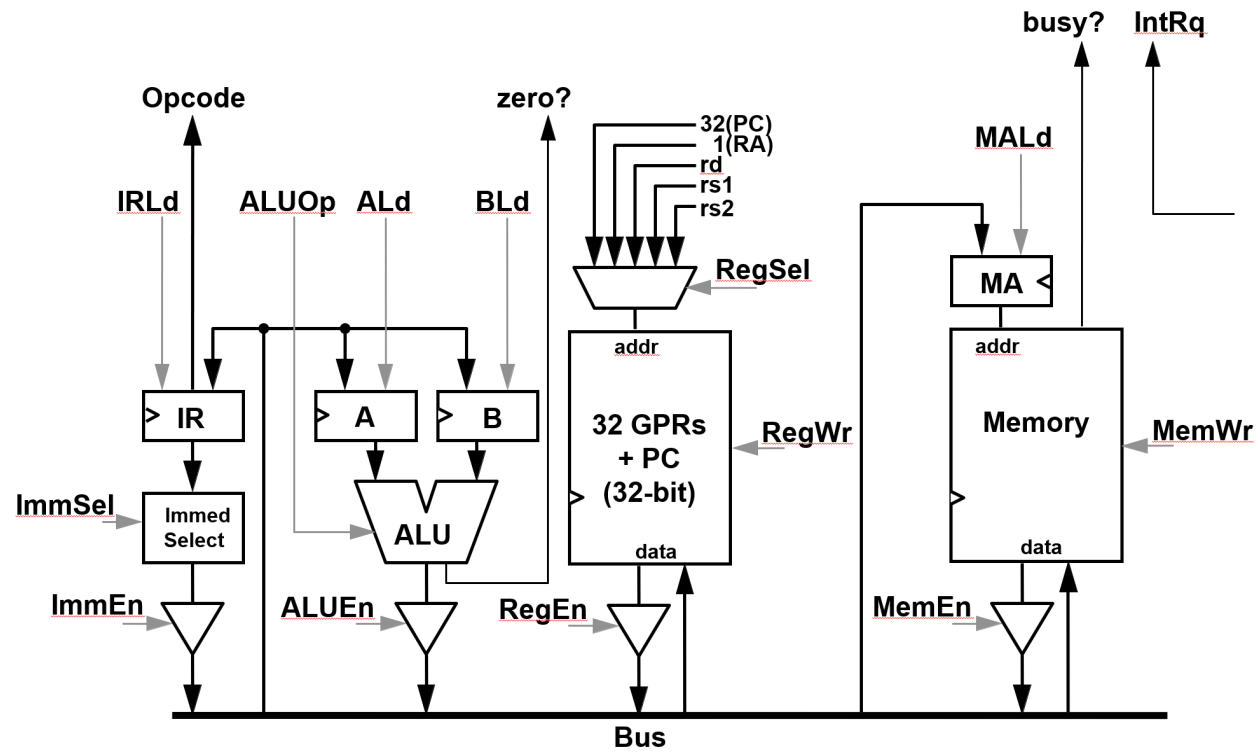 busy? IntRq
Opcode zero?
32(PC)
1(RA)
rd
rs1
rs2
MALd
IRLd ALUOp ALd BLd
RegSel
MA
addr addr
IR A B
32 GPRs
+ PC
(32-bit)
Memory
RegWr MemWr
ImmSel
Immed
Select
ALU
data data
ImmEn ALUEn RegEn MemEn
Bus